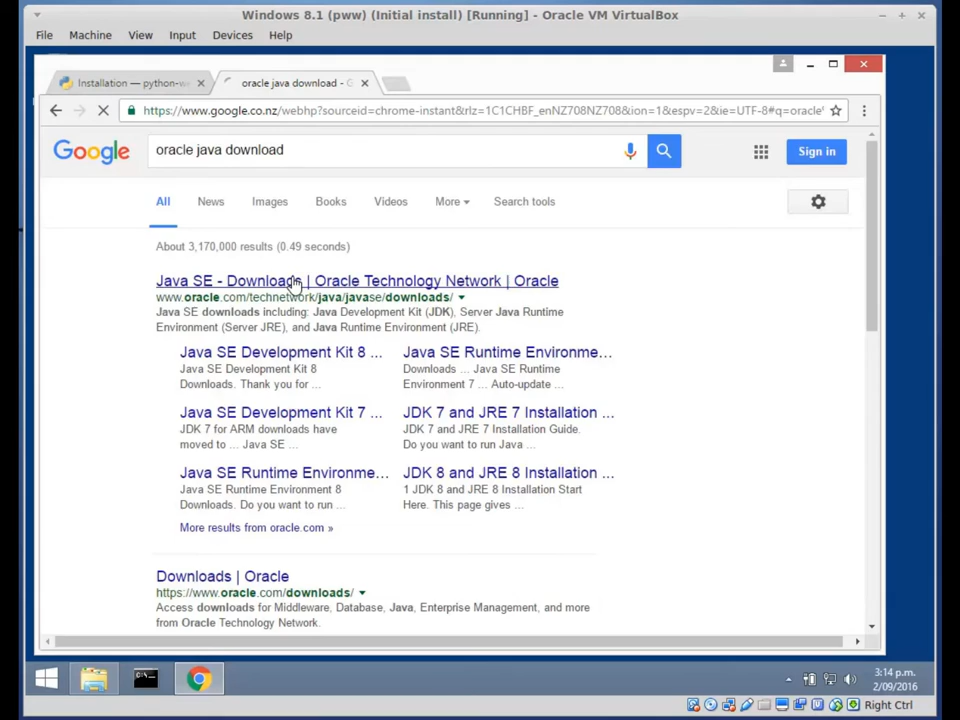 Windows 8.1 (pww) (Initial install) [Running] - Oracle VM VirtualBox
File Machine View Input Devices Help
Installation — python-we oracle java download - G
https://www.google.co.nz/webhp?sourceid=chrome-instant&rlz=1C1CHBF_enNZ708NZ708&ion=1&espv=2&ie=UTF-8#q=oracle
Google oracle java download Sign in
All News Images Books Videos More Search tools
About 3,170,000 results (0.49 seconds)
Java SE - Downloads | Oracle Technology Network | Oracle
www.oracle.com/technetwork/java/javase/downloads/
Java SE downloads including: Java Development Kit (JDK), Server Java Runtime
Environment (Server JRE), and Java Runtime Environment (JRE).
Java SE Development Kit 8 ...
Java SE Development Kit 8
Downloads. Thank you for ...
Java SE Runtime Environme...
Downloads ... Java SE Runtime
Environment 7 ... Auto-update ...
Java SE Development Kit 7 ...
JDK 7 for ARM downloads have
moved to ... Java SE ...
JDK 7 and JRE 7 Installation ...
JDK 7 and JRE 7 Installation Guide.
Do you want to run Java ...
Java SE Runtime Environme...
Java SE Runtime Environment 8
Downloads. Do you want to run ...
JDK 8 and JRE 8 Installation ...
1 JDK 8 and JRE 8 Installation Start
Here. This page gives ...
More results from oracle.com »
Downloads | Oracle
https://www.oracle.com/downloads/
Access downloads for Middleware, Database, Java, Enterprise Management, and more
from Oracle Technology Network.
3:14 p.m.
2/09/2016
Right Ctrl